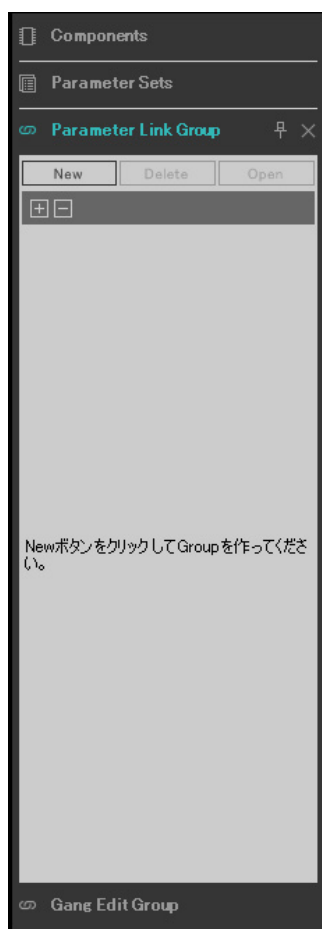 Components
Parameter Sets
Parameter Link Group
New Delete Open
Newボタンをクリックして Groupを作ってくださ
い。
Gang Edit Group